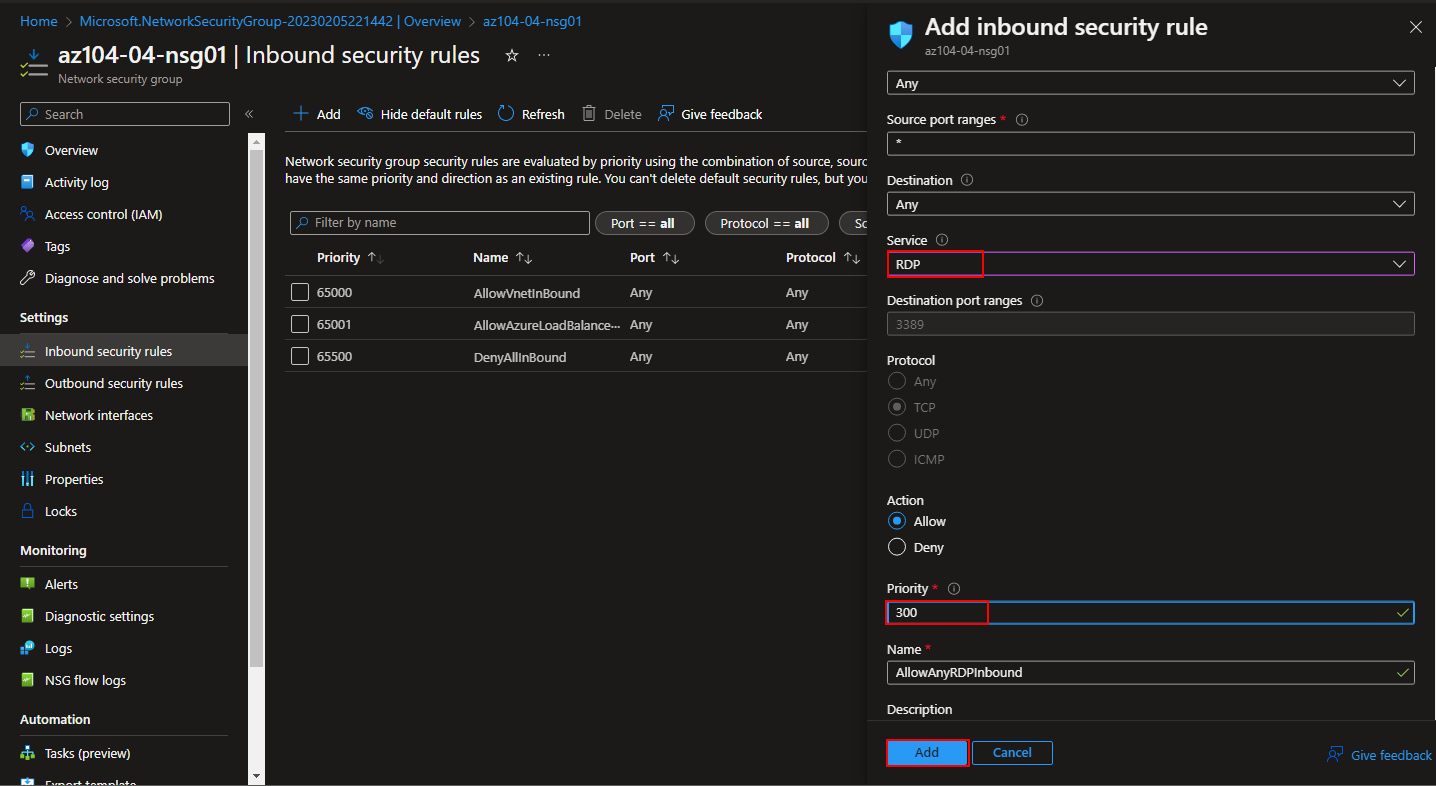 Home > Microsoft.NetworkSecurityGroup-20230205221442 | Overview > az104-04-nsg01
az104-04-nsg01 | Inbound security rules
Network security group
Search
Overview
Activity log
Access control (IAM)
Tags
Diagnose and solve problems
Settings
Inbound security rules
Outbound security rules
Network interfaces
Subnets
Properties
Locks
Monitoring
Alerts
Diagnostic settings
Logs
NSG flow logs
Automation
Tasks (preview)
Export template
Add Hide default rules Refresh Delete Give feedback
Network security group security rules are evaluated by priority using the combination of source, sourc
have the same priority and direction as an existing rule. You can't delete default security rules, but you
Filter by name Port == all Protocol == all So
Priority Name Port Protocol
65000 AllowVnetInBound Any Any
65001 AllowAzureLoadBalance... Any Any
65500 DenyAllInBound Any Any
Add inbound security rule
az104-04-nsg01
Any
Source port ranges *
*
Destination
Any
Service
RDP
Destination port ranges
3389
Protocol
Any
TCP
UDP
ICMP
Action
Allow
Deny
Priority *
300
Name *
AllowAnyRDPInbound
Description
Add Cancel
Give feedback